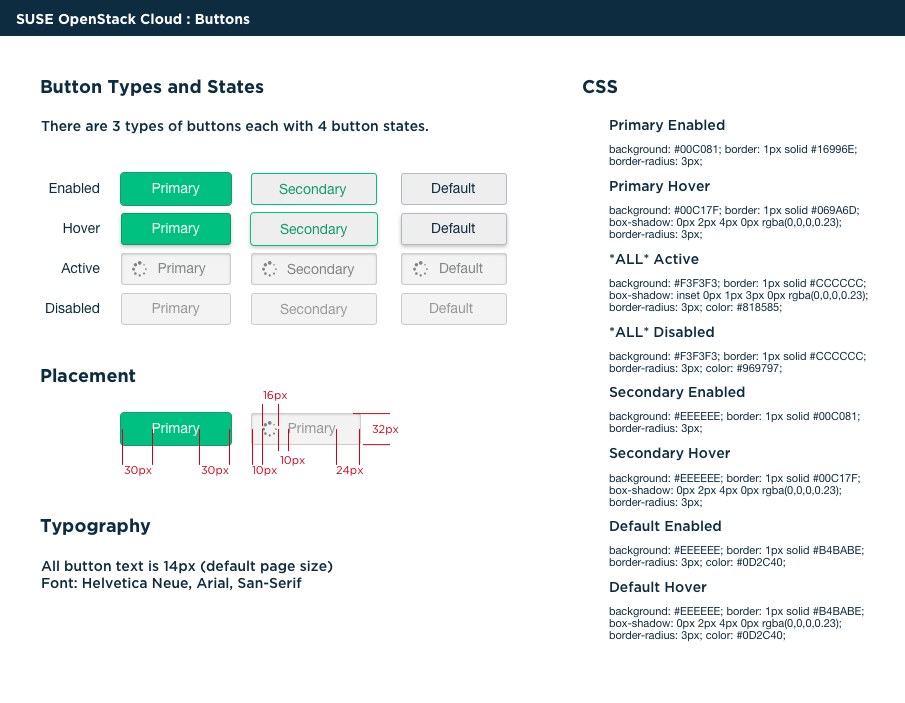 SUSE OpenStack Cloud : Buttons
Button Types and States
There are 3 types of buttons each with 4 button states.
Enabled Primary Secondary Default
Hover Primary Secondary Default
Active Primary Secondary Default
Disabled Primary Secondary Default
Placement
16px
Primary Primary 32px
10px
30px 30px 10px 24px
Typography
All button text is 14px (default page size)
Font: Helvetica Neue, Arial, San-Serif
CSS
Primary Enabled
background: #00C081; border: 1px solid #16996E;
border-radius: 3px;
Primary Hover
background: #00C17F; border: 1px solid #069A6D;
box-shadow: 0px 2px 4px 0px rgba(0,0,0,0.23);
border-radius: 3px;
*ALL* Active
background: #F3F3F3; border: 1px solid #CCCCCC;
box-shadow: inset 0px 1px 3px 0px rgba(0,0,0,0.23);
border-radius: 3px; color: #818585;
*ALL* Disabled
background: #F3F3F3; border: 1px solid #CCCCCC;
border-radius: 3px; color: #969797;
Secondary Enabled
background: #EEEEEE; border: 1px solid #00C081;
border-radius: 3px;
Secondary Hover
background: #EEEEEE; border: 1px solid #00C17F;
box-shadow: 0px 2px 4px 0px rgba(0,0,0,0.23);
border-radius: 3px;
Default Enabled
background: #EEEEEE; border: 1px solid #B4BABE;
border-radius: 3px; color: #0D2C40;
Default Hover
background: #EEEEEE; border: 1px solid #B4BABE;
box-shadow: 0px 2px 4px 0px rgba(0,0,0,0.23);
border-radius: 3px; color: #0D2C40;